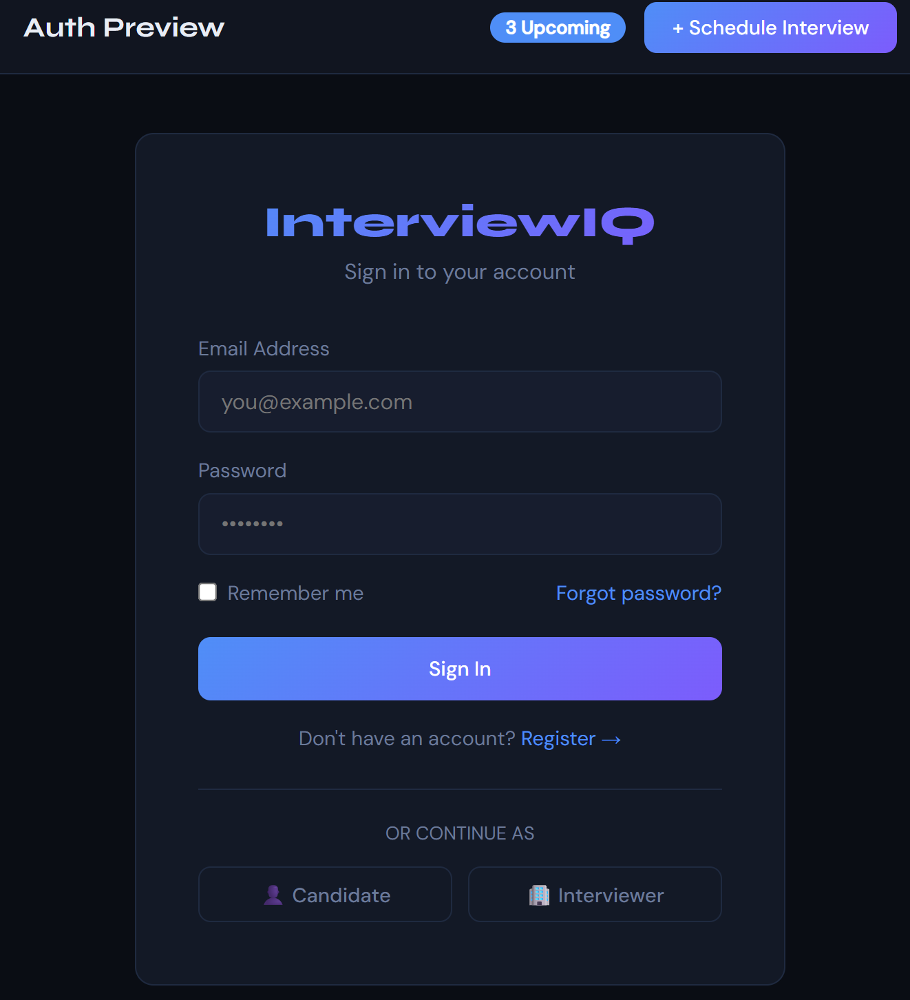 Auth Preview
3 Upcoming
+ Schedule Interview
InterviewIQ
Sign in to your account
Email Address
you@example.com
Password
••••••••
Remember me
Forgot password?
Sign In
Don't have an account? Register →
OR CONTINUE AS
👤 Candidate
🏢 Interviewer